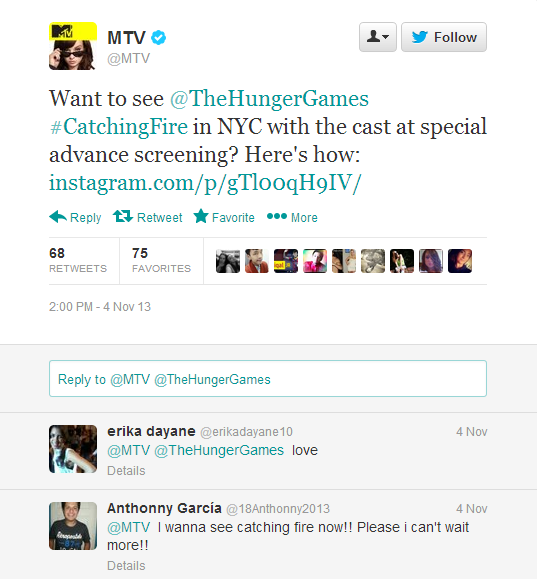 MTV
@MTV
Follow
Want to see @TheHungerGames
#CatchingFire in NYC with the cast at special
advance screening? Here's how:
instagram.com/p/gTl00qH9IV/
Reply Retweet Favorite More
68 75
RETWEETS FAVORITES
2:00 PM - 4 Nov 13
Reply to @MTV @TheHungerGames
erika dayane @erikadayane10 4 Nov
@MTV @TheHungerGames love
Details
Anthonny García @18Anthonny2013 4 Nov
@MTV I wanna see catching fire now!! Please i can't wait
more!!
Details